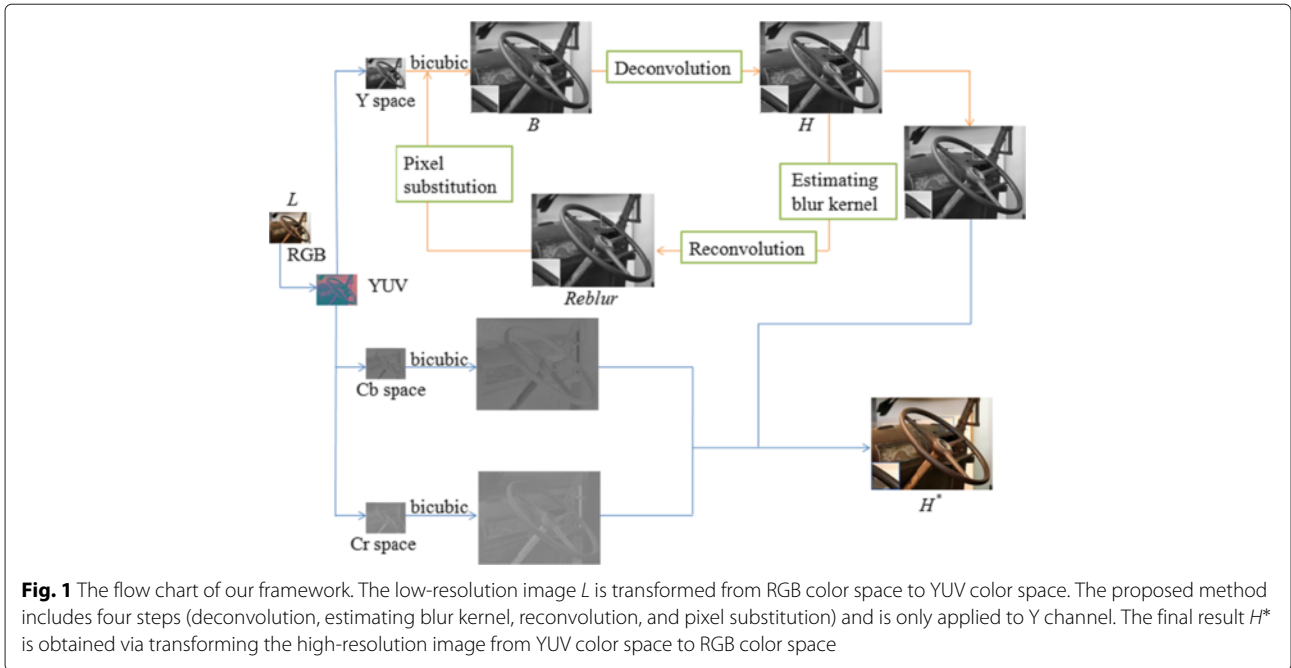 bicubic
Y space
B
Deconvolution
H
Pixel
substitution
Estimating
blur kernel
L
RGB
YUV
Reconvolution
Reblur
bicubic
Cb space
bicubic
Cr space
H*
Fig. 1 The flow chart of our framework. The low-resolution image L is transformed from RGB color space to YUV color space. The proposed method
includes four steps (deconvolution, estimating blur kernel, reconvolution, and pixel substitution) and is only applied to Y channel. The final result H*
is obtained via transforming the high-resolution image from YUV color space to RGB color space